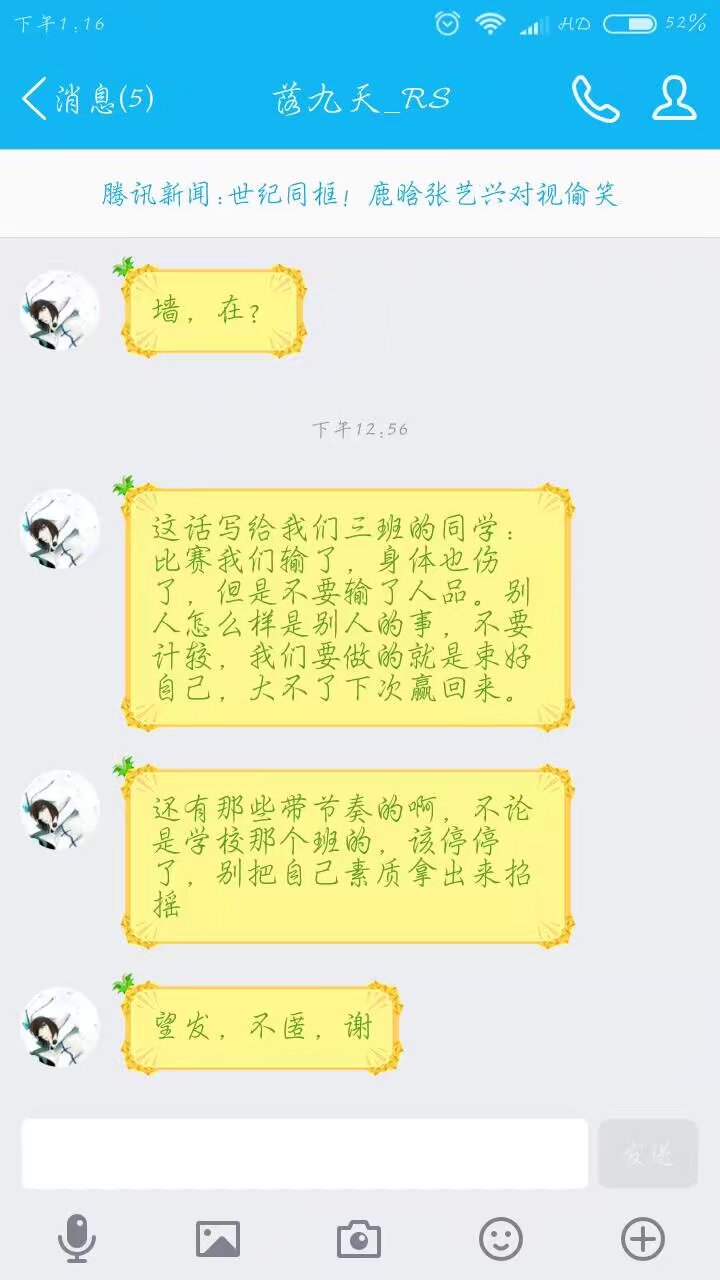 下午1:16
HD
52%
消息(5)
落九天_RS
腾讯新闻:世纪同框！鹿晗张艺兴对视偷笑
墙，在？
下午12:56
这话写给我们三班的同学：
比赛我们输了，身体也伤
了，但是不要输了人品。别
人怎么样是别人的事，不要
计较，我们要做的就是束好
自己，大不了下次赢回来。
还有那些带节奏的啊，不论
是学校那个班的，该停停
了，别把自己素质拿出来招
摇
望发，不匿，谢
发送